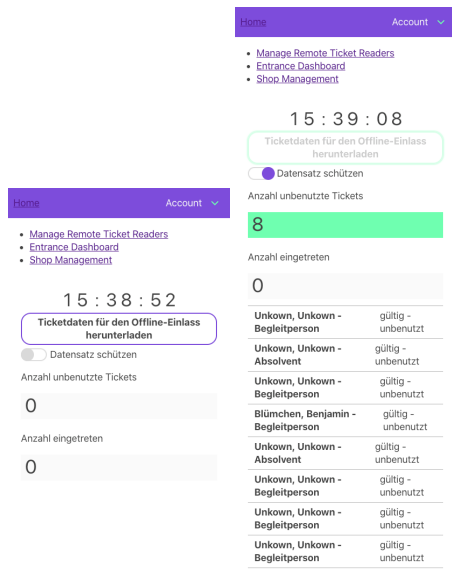 Home Account
Manage Remote Ticket Readers
Entrance Dashboard
Shop Management
15:38:52
Ticketdaten für den Offline-Einlass
herunterladen
Datensatz schützen
Anzahl unbenutzte Tickets
0
Anzahl eingetreten
0
Home Account
Manage Remote Ticket Readers
Entrance Dashboard
Shop Management
15:39:08
Ticketdaten für den Offline-Einlass
herunterladen
Datensatz schützen
Anzahl unbenutzte Tickets
8
Anzahl eingetreten
0
Unkown, Unkown - gültig -
Begleitperson unbenutzt
Unkown, Unkown - gültig -
Absolvent unbenutzt
Unkown, Unkown - gültig -
Begleitperson unbenutzt
Blümchen, Benjamin - gültig -
Begleitperson unbenutzt
Unkown, Unkown - gültig -
Absolvent unbenutzt
Unkown, Unkown - gültig -
Begleitperson unbenutzt
Unkown, Unkown - gültig -
Begleitperson unbenutzt
Unkown, Unkown - gültig -
Begleitperson unbenutzt